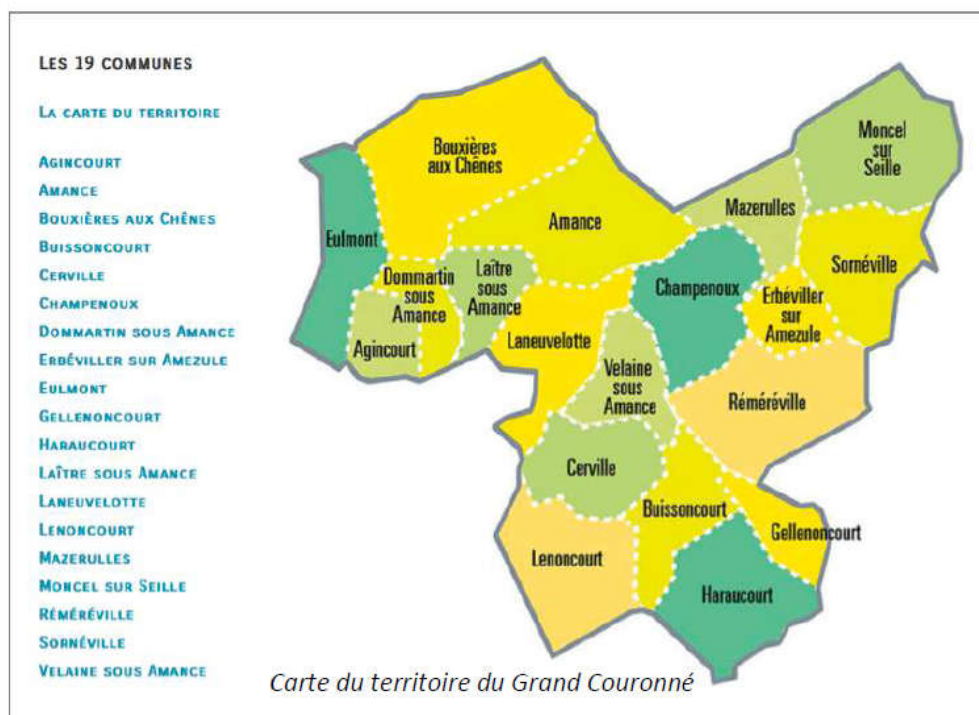 LES 19 COMMUNES
LA CARTE DU TERRITOIRE
AGINCOURT
AMANCE
BOUXIÈRES AUX CHÊNES
BUISSONCOURT
CERVILLE
CHAMPENOUX
DOMMARTIN SOUS AMANCE
ERBÉVILLER SUR AMEZULE
EULMONT
GELLENONCOURT
HARAUCOURT
LAÎTRE SOUS AMANCE
LANEUVELOTTE
LENONCOURT
MAZERULLES
MONCEL SUR SEILLE
RÉMÉRÉVILLE
SORNÉVILLE
VELAINE SOUS AMANCE
Bouxières
aux Chênes
Moncel
sur
Seille
Mazerulles
Amance
Eulmont
Sornéville
Dommartin
sous
Amance
Laître
sous
Amance
Champenoux
Erbéviller
sur
Amezule
Agincourt
Laneuvelotte
Velaine
sous
Amance
Réméréville
Cerville
Buissoncourt
Gellenoncourt
Lenoncourt
Haraucourt
Carte du territoire du Grand Couronné